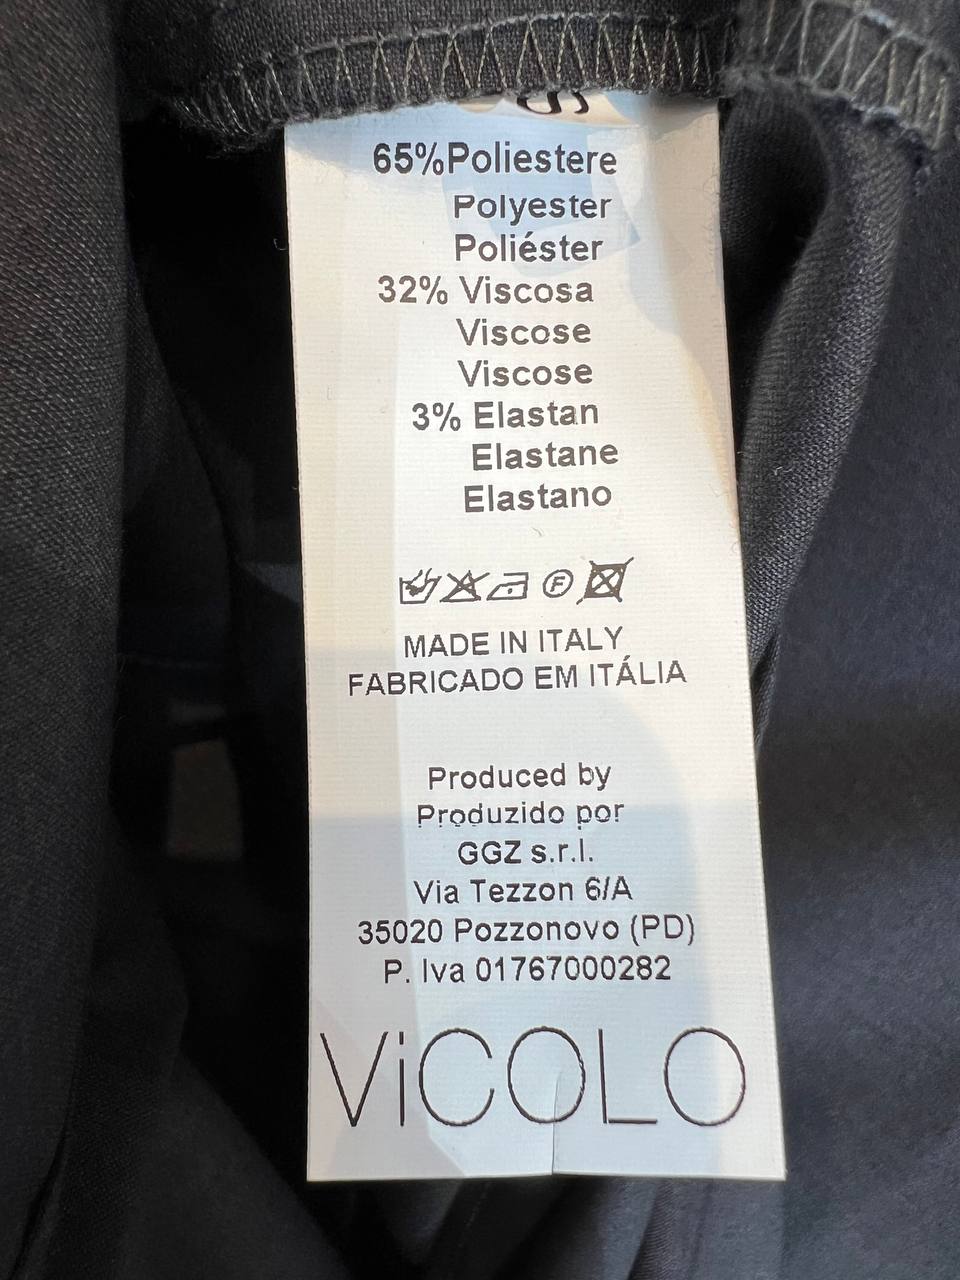 65%Poliestere
Polyester
Poliéster
32% Viscosa
Viscose
Viscose
3% Elastan
Elastane
Elastano
F
MADE IN ITALY
FABRICADO EM ITÁLIA
Produced by
Produzido por
GGZ s.r.l.
Via Tezzon 6/A
35020 Pozzonovo (PD)
P. Iva 01767000282
ViCOLO